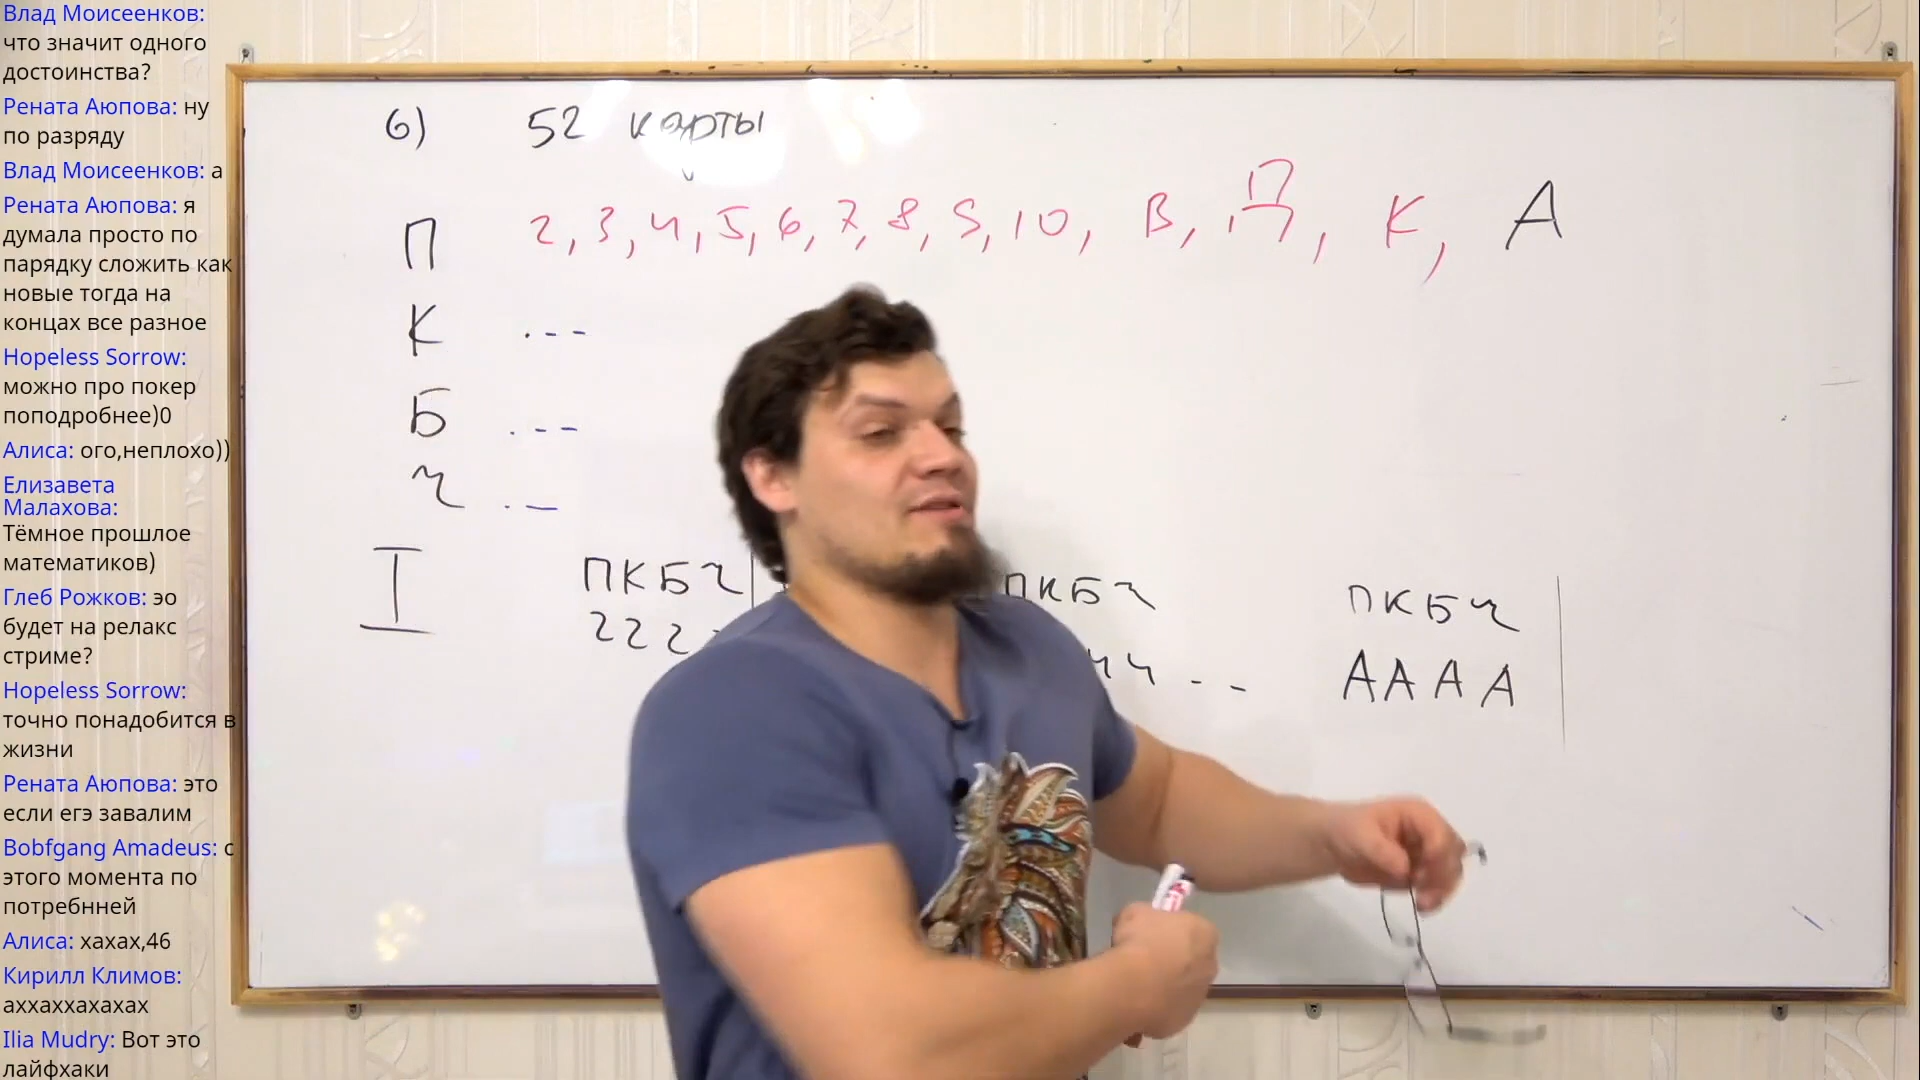 Влад Моисеенков:
что значит одного
достоинства?
Рената Аюпова: ну
по разряду
Влад Моисеенков: а
Рената Аюпова: я
думала просто по
парядку сложить как
новые тогда на
концах все разное
Hopeless Sorrow:
можно про покер
поподробнее)0
Алиса: ого,неплохо))
Елизавета
Малахова:
Тёмное прошлое
математиков)
Глеб Рожков: эо
будет на релакс
стриме?
Hopeless Sorrow:
точно понадобится в
жизни
Рената Аюпова: это
если егэ завалим
Bobfgang Amadeus: с
этого момента по
потребнней
Алиса: хахах,46
Кирилл Климов:
аххаххахахах
Ilia Mudry: Вот это
лайфхаки
6) 52 карты
П 2, 3, 4, 5, 6, 7, 8, 9, 10, В, Д, К, А
К ---
Б ---
Ч --
I ПКБЧ ПКБЧ ПКБЧ
222 44 -- АААА